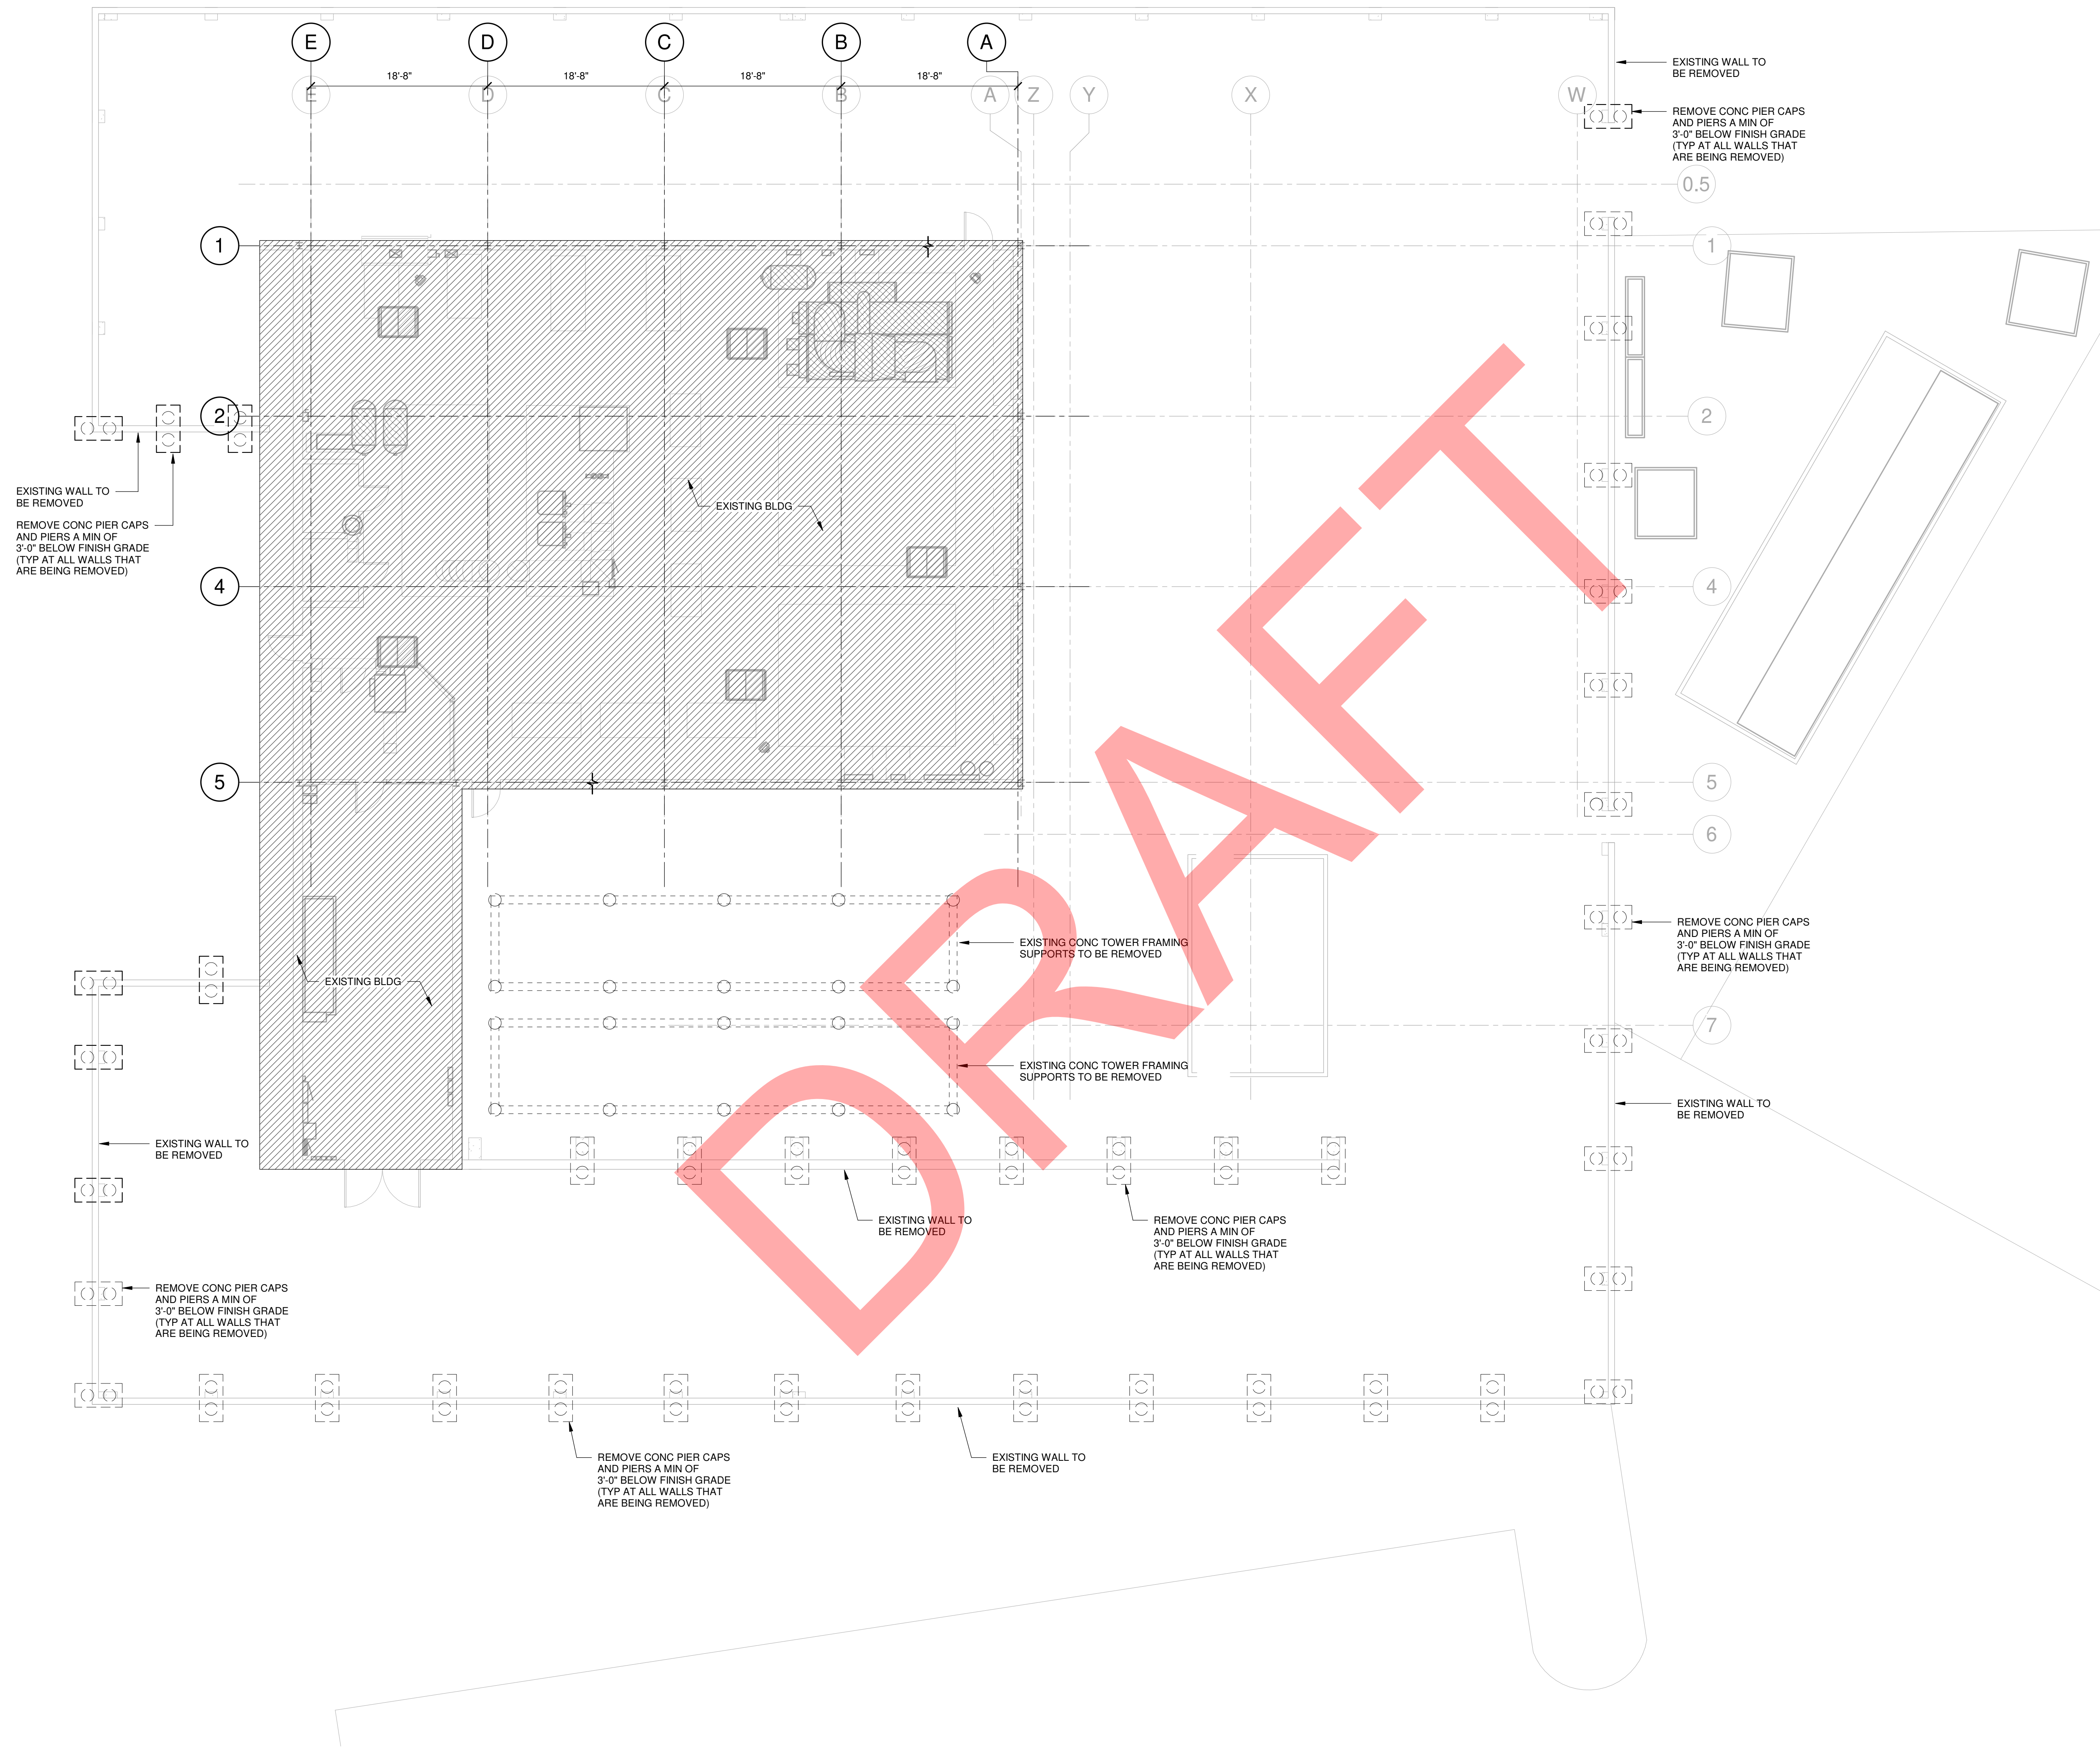 E
D
C
B
A
18'-8"
18'-8"
18'-8"
18'-8"
E
D
C
B
A
Z
Y
X
W
EXISTING WALL TO
BE REMOVED
REMOVE CONC PIER CAPS
AND PIERS A MIN OF
3'-0" BELOW FINISH GRADE
(TYP AT ALL WALLS THAT
ARE BEING REMOVED)
0.5
1
1
2
2
EXISTING WALL TO
BE REMOVED
REMOVE CONC PIER CAPS
AND PIERS A MIN OF
3'-0" BELOW FINISH GRADE
(TYP AT ALL WALLS THAT
ARE BEING REMOVED)
EXISTING BLDG
4
4
5
5
6
DRAFT
EXISTING CONC TOWER FRAMING
SUPPORTS TO BE REMOVED
REMOVE CONC PIER CAPS
AND PIERS A MIN OF
3'-0" BELOW FINISH GRADE
(TYP AT ALL WALLS THAT
ARE BEING REMOVED)
EXISTING BLDG
7
EXISTING CONC TOWER FRAMING
SUPPORTS TO BE REMOVED
EXISTING WALL TO
BE REMOVED
EXISTING WALL TO
BE REMOVED
EXISTING WALL TO
BE REMOVED
REMOVE CONC PIER CAPS
AND PIERS A MIN OF
3'-0" BELOW FINISH GRADE
(TYP AT ALL WALLS THAT
ARE BEING REMOVED)
REMOVE CONC PIER CAPS
AND PIERS A MIN OF
3'-0" BELOW FINISH GRADE
(TYP AT ALL WALLS THAT
ARE BEING REMOVED)
REMOVE CONC PIER CAPS
AND PIERS A MIN OF
3'-0" BELOW FINISH GRADE
(TYP AT ALL WALLS THAT
ARE BEING REMOVED)
EXISTING WALL TO
BE REMOVED